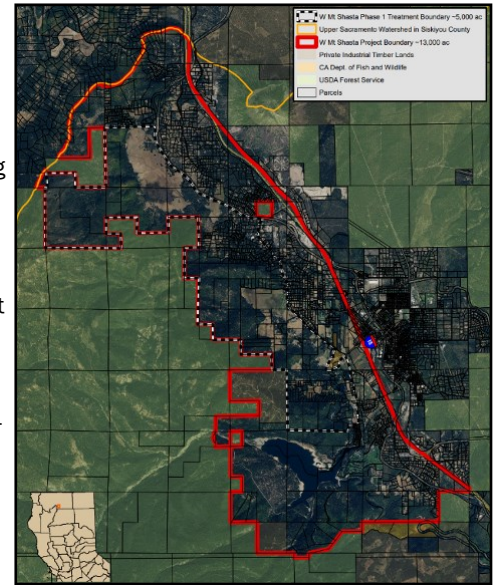 W Mt Shasta Phase 1 Treatment Boundary ~5,000 ac
Upper Sacramento Watershed in Siskiyou County
W Mt Shasta Project Boundary ~13,000 ac
Private Industrial Timber Lands
CA Dept. of Fish and Wildlife
USDA Forest Service
Parcels
g
t